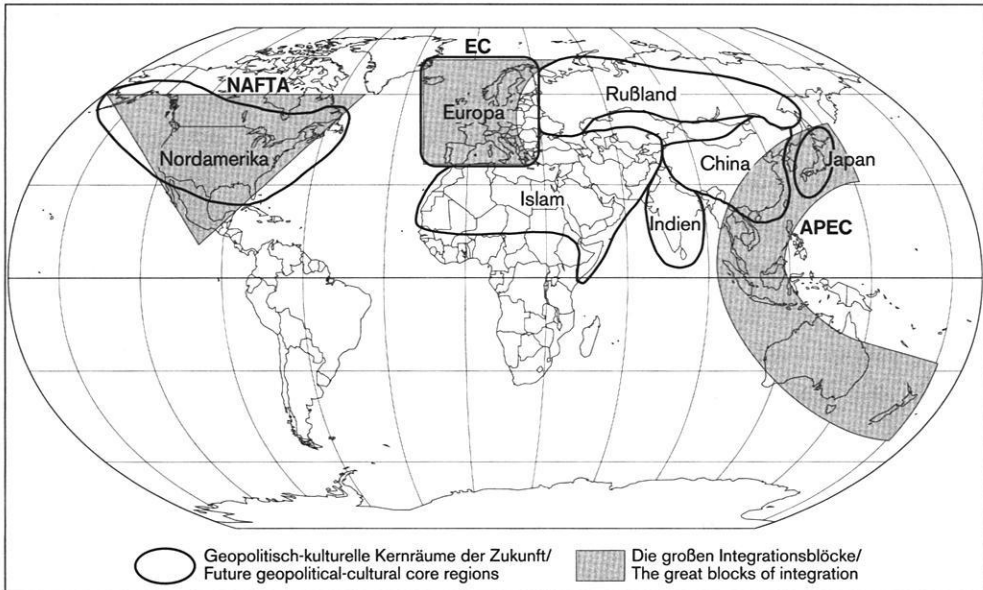 EC
NAFTA
Rußland
Europa
Nordamerika
China
Japan
Islam
Indien
APEC
Geopolitisch-kulturelle Kernräume der Zukunft/
Future geopolitical-cultural core regions
Die großen Integrationsblöcke/
The great blocks of integration